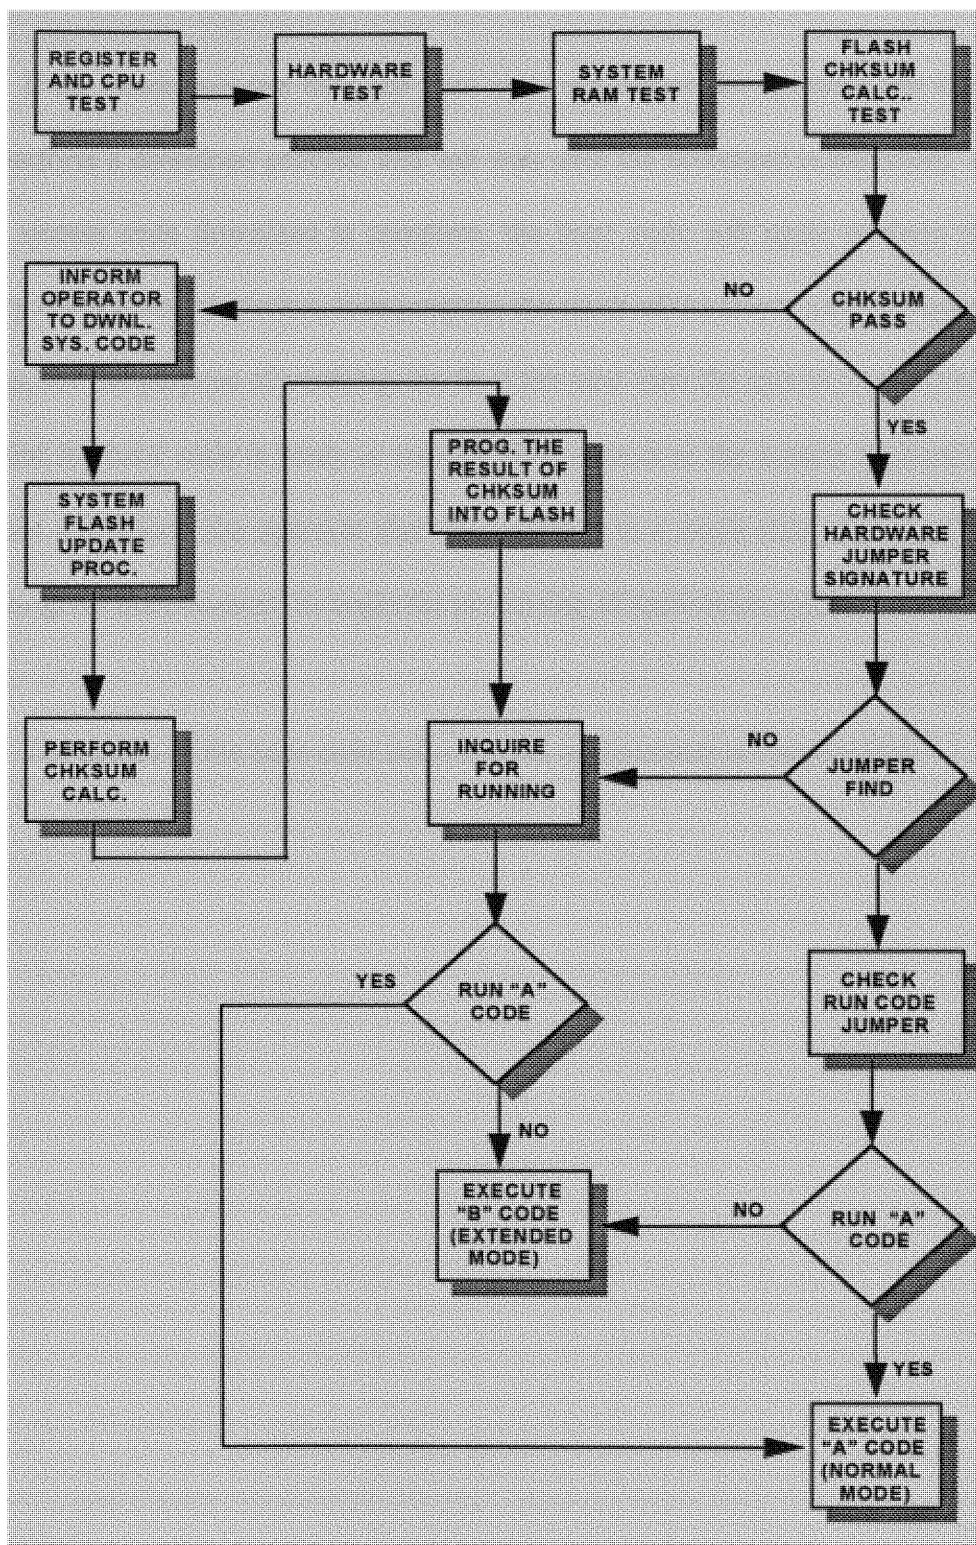 REGISTER
AND CPU
TEST
HARDWARE
TEST
SYSTEM
RAM TEST
FLASH
CHKSUM
CALC..
TEST
CHKSUM
PASS
NO
YES
INFORM
OPERATOR
TO DWNL.
SYS. CODE
SYSTEM
FLASH
UPDATE
PROC.
PERFORM
CHKSUM
CALC.
PROG. THE
RESULT OF
CHKSUM
INTO FLASH
CHECK
HARDWARE
JUMPER
SIGNATURE
JUMPER
FIND
NO
INQUIRE
FOR
RUNNING
CHECK
RUN CODE
JUMPER
RUN "A"
CODE
YES
NO
EXECUTE
"B" CODE
(EXTENDED
MODE)
RUN "A"
CODE
NO
YES
EXECUTE
"A" CODE
(NORMAL
MODE)